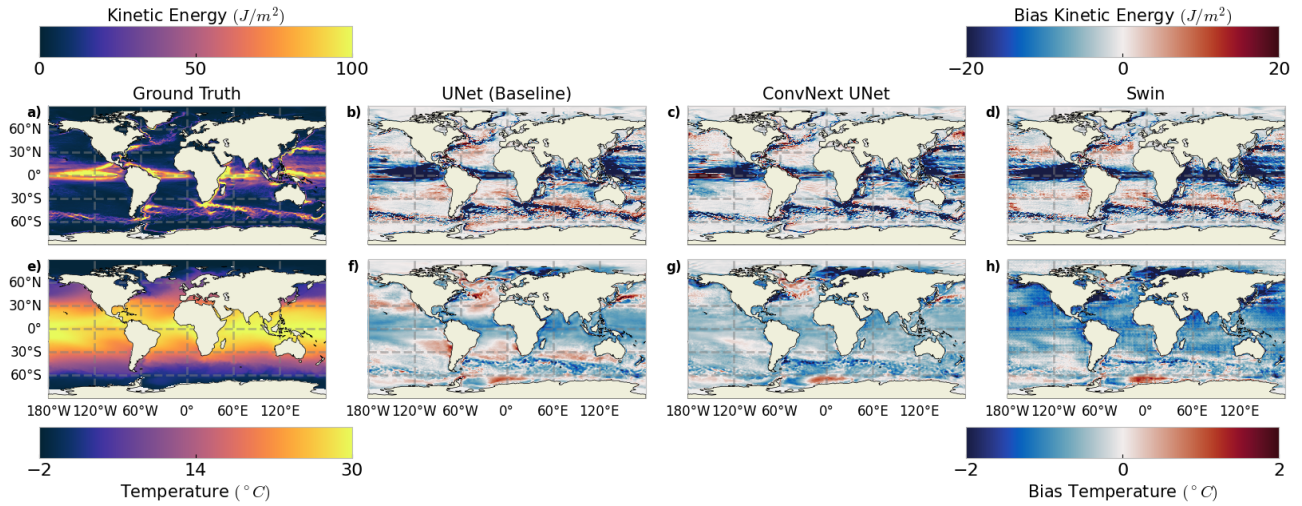 Kinetic Energy (J/m²)
0 50 100
Bias Kinetic Energy (J/m²)
−20 0 20
Ground Truth UNet (Baseline) ConvNext UNet Swin
a) b) c) d)
60°N
30°N
0°
30°S
60°S
e) f) g) h)
60°N
30°N
0°
30°S
60°S
180°W 120°W 60°W 0° 60°E 120°E 180°W 120°W 60°W 0° 60°E 120°E 180°W 120°W 60°W 0° 60°E 120°E 180°W 120°W 60°W 0° 60°E 120°E
−2 14 30
Temperature (°C)
−2 0 2
Bias Temperature (°C)